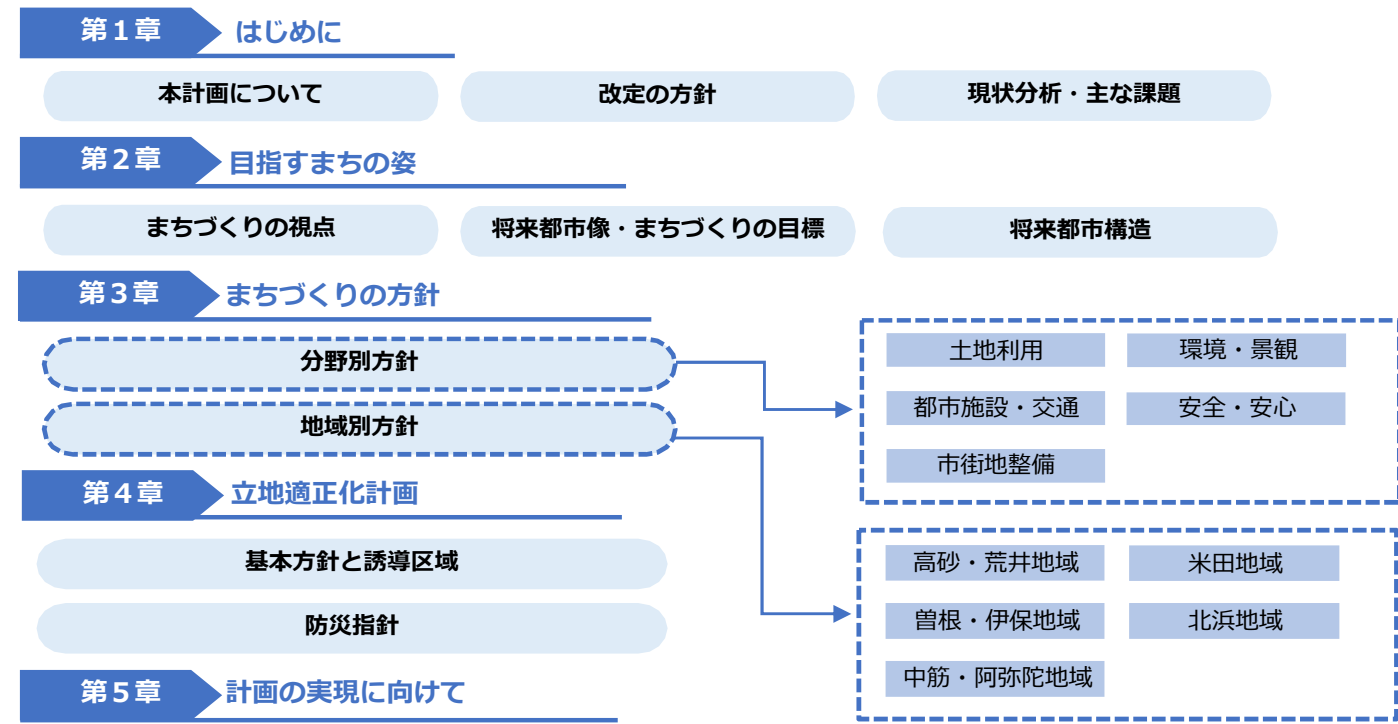 第1章
はじめに
本計画について
改定の方針
現状分析・主な課題
第2章
目指すまちの姿
まちづくりの視点
将来都市像・まちづくりの目標
将来都市構造
第3章
まちづくりの方針
分野別方針
地域別方針
土地利用
環境・景観
都市施設・交通
安全・安心
市街地整備
第4章
立地適正化計画
基本方針と誘導区域
防災指針
高砂・荒井地域
米田地域
曽根・伊保地域
北浜地域
中筋・阿弥陀地域
第5章
計画の実現に向けて